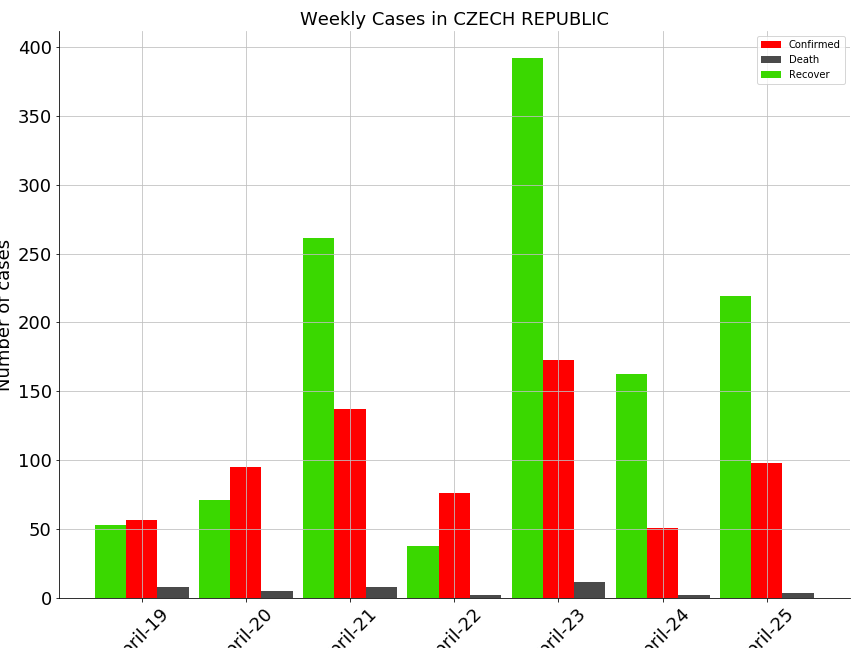 Weekly Cases in CZECH REPUBLIC
Confirmed
Death
Recover
Number of cases
400
350
300
250
200
150
100
50
0
pril-19
pril-20
pril-21
pril-22
pril-23
pril-24
pril-25